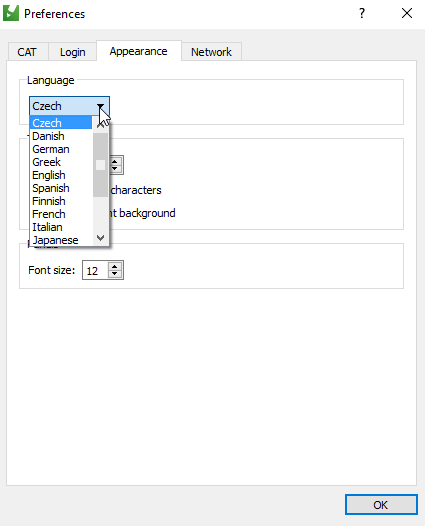 Preferences
?
CAT
Login
Appearance
Network
Language
Czech
Czech
Danish
German
Greek
English
Spanish
Finnish
French
Italian
Japanese
characters
background
Font size: 12
OK